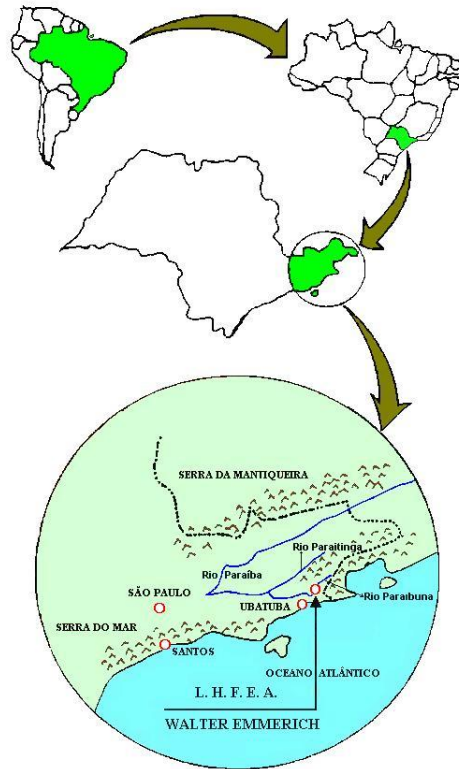 SERRA DA MANTIQUEIRA
Rio Paraitinga
Rio Paraíba
SÃO PAULO
UBATUBA
Rio Paraibuna
SERRA DO MAR
SANTOS
OCEANO ATLÂNTICO
L. H. F. E. A.
WALTER EMMERICH